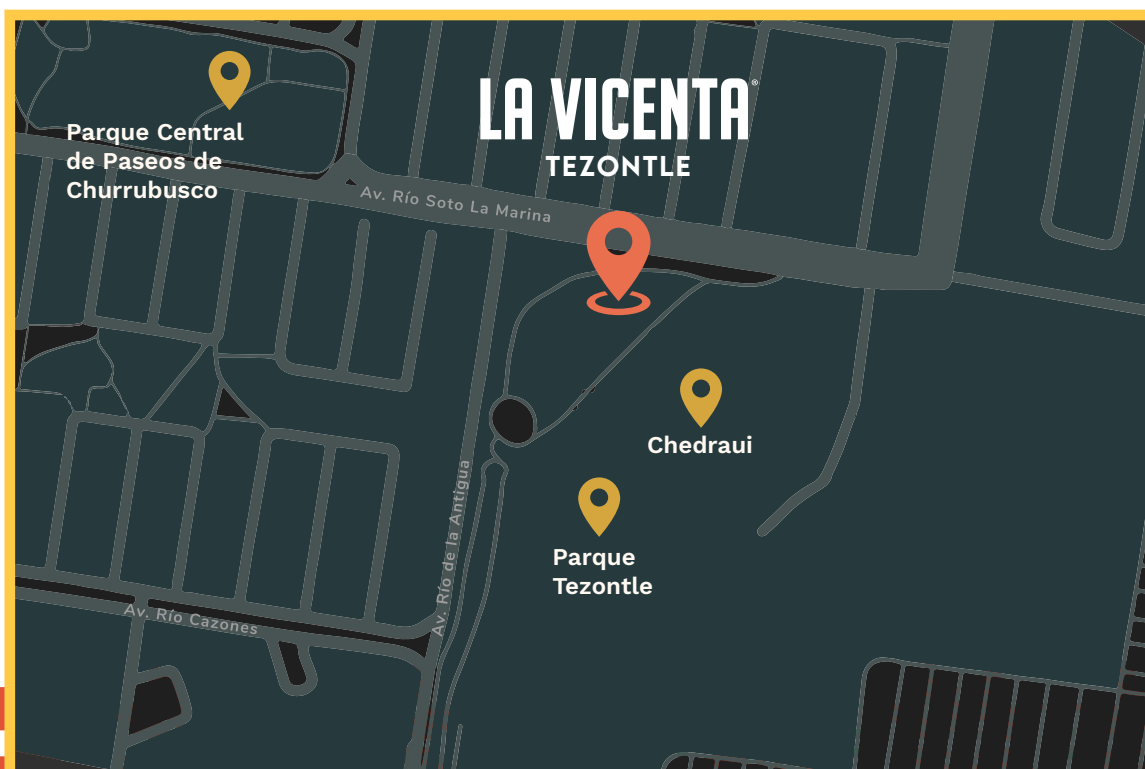 LA VICENTA®
TEZONTLE
Parque Central
de Paseos de
Churrubusco
Av. Río Soto La Marina
Chedraui
Parque
Tezontle
Av. Río de la Antigua
Av. Río Cazones